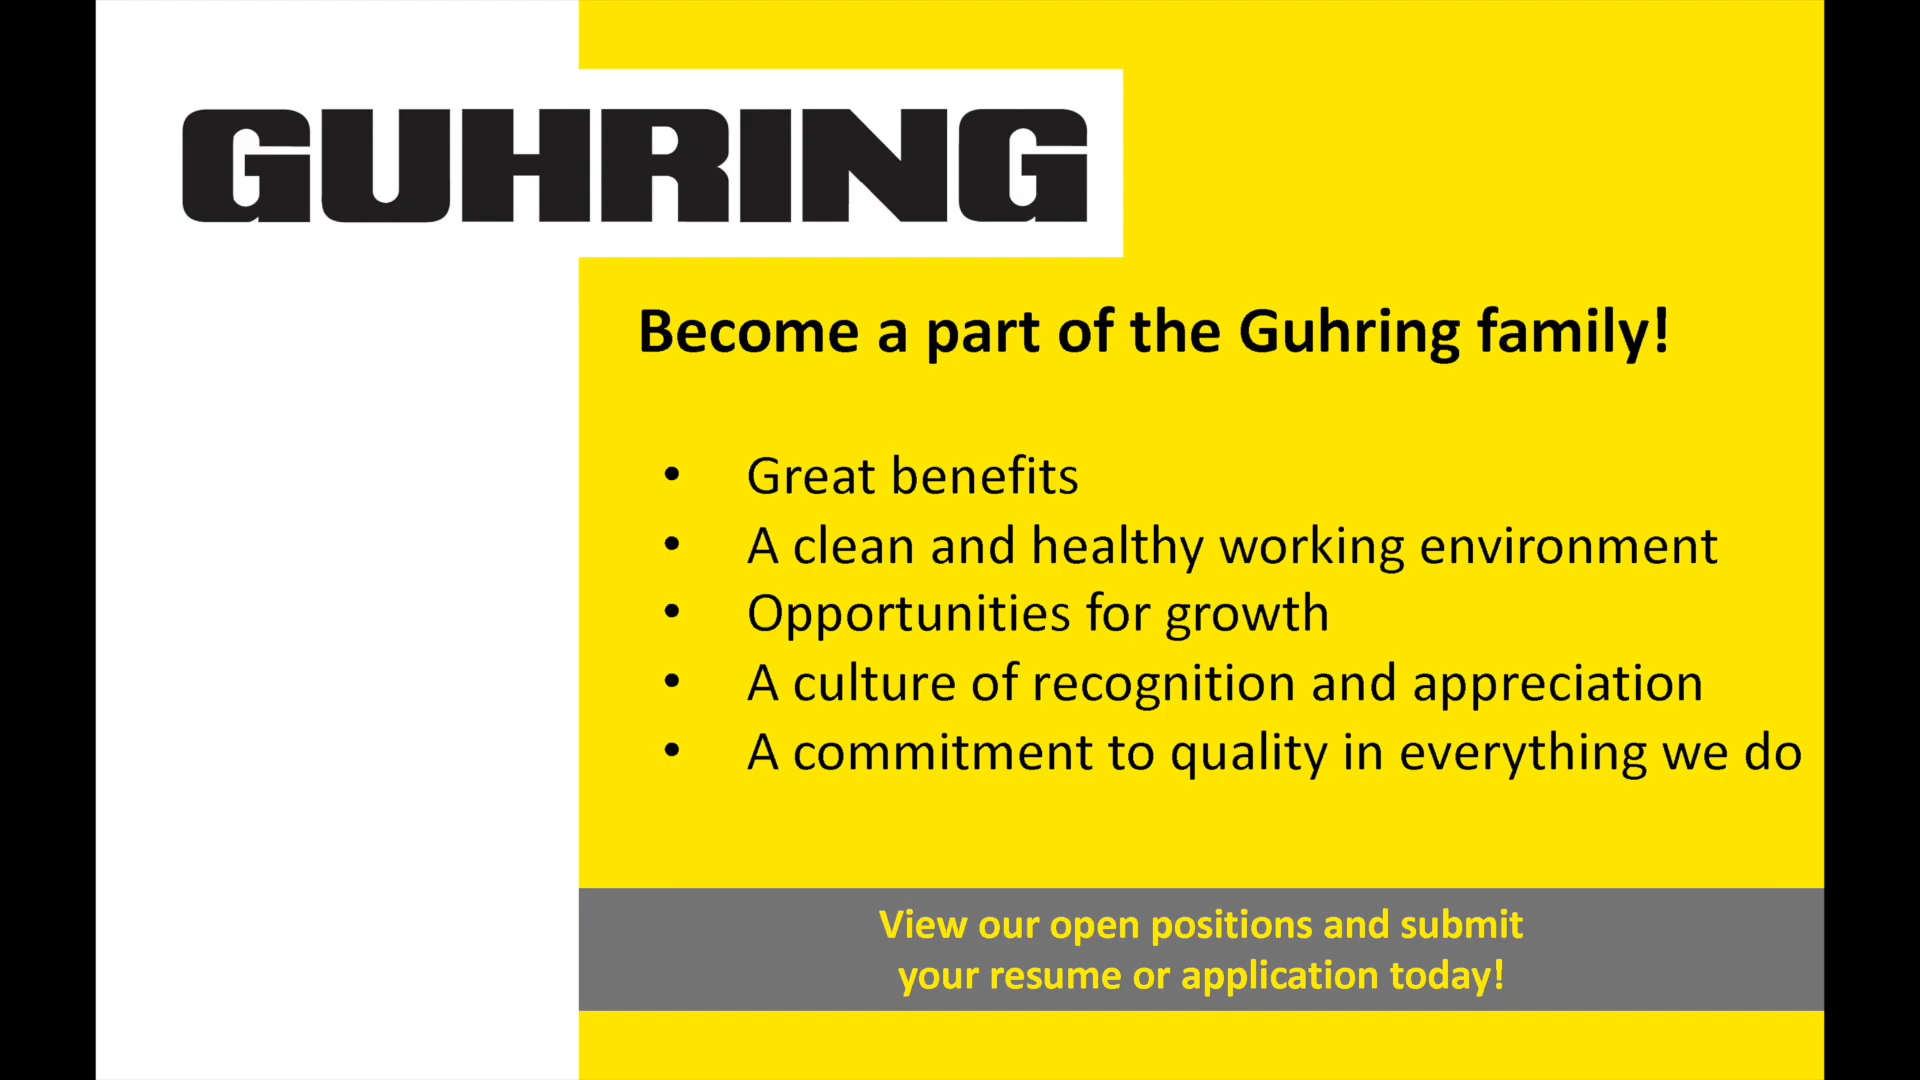 GUHRING
Become a part of the Guhring family!
• Great benefits
• A clean and healthy working environment
• Opportunities for growth
• A culture of recognition and appreciation
• A commitment to quality in everything we do
View our open positions and submit
your resume or application today!